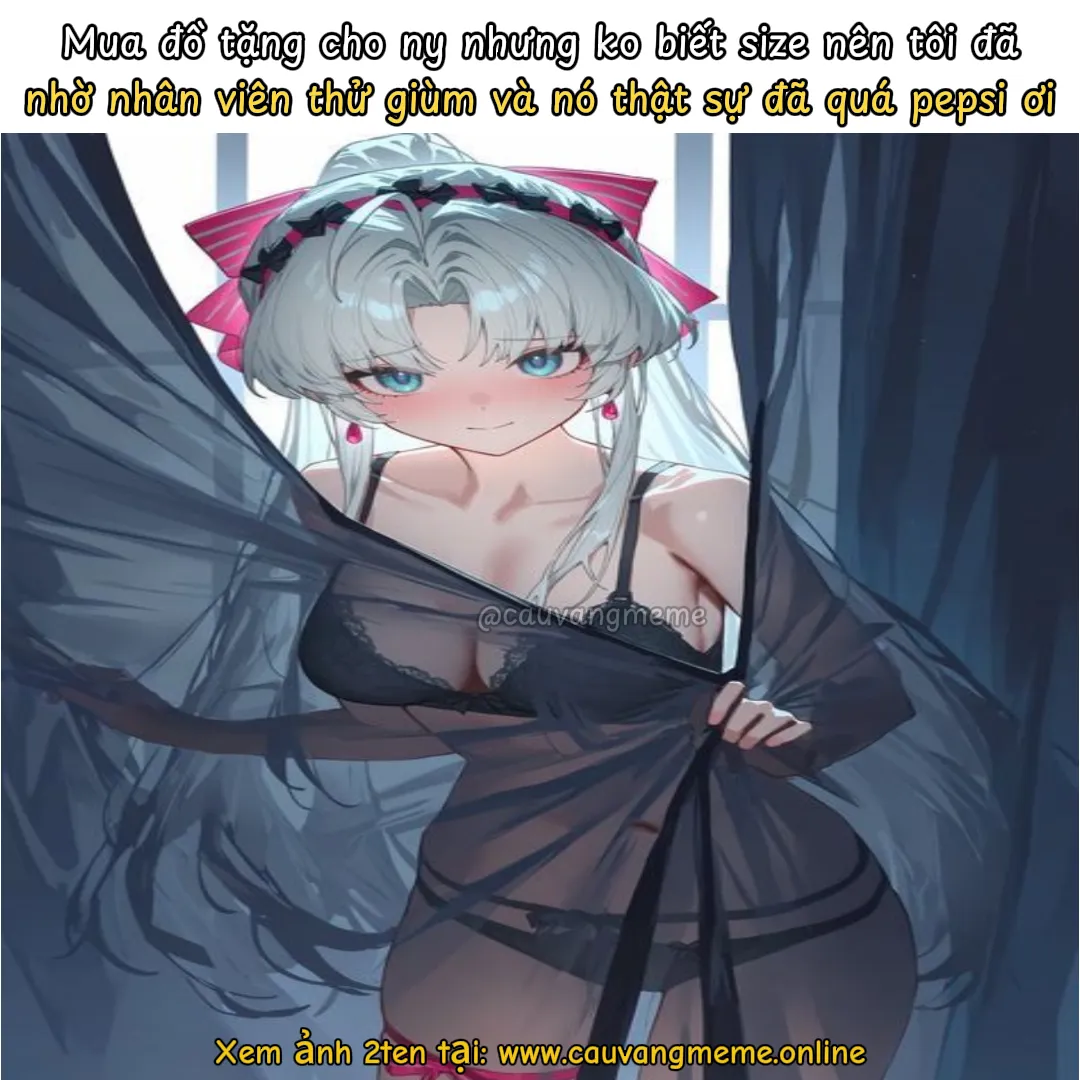 Mua đồ tặng cho ny nhưng ko biết size nên tôi đã
nhờ nhân viên thử giùm và nó thật sự đã quá pepsi ơi
@cauvangmeme
Xem ảnh 2ten tại: www.cauvangmeme.online